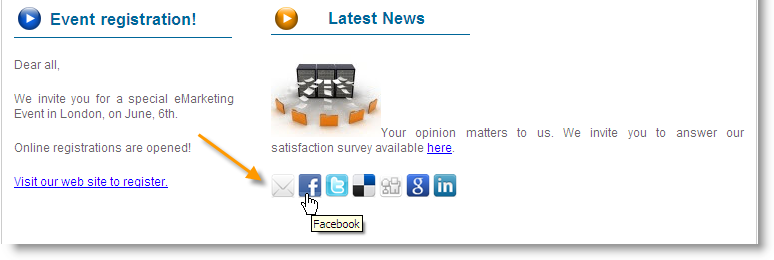 Event registration!
Dear all,
We invite you for a special eMarketing
Event in London, on June, 6th.
Online registrations are opened!
Visit our web site to register.
Latest News
Your opinion matters to us. We invite you to answer our
satisfaction survey available here.
f
t
g
in
Facebook